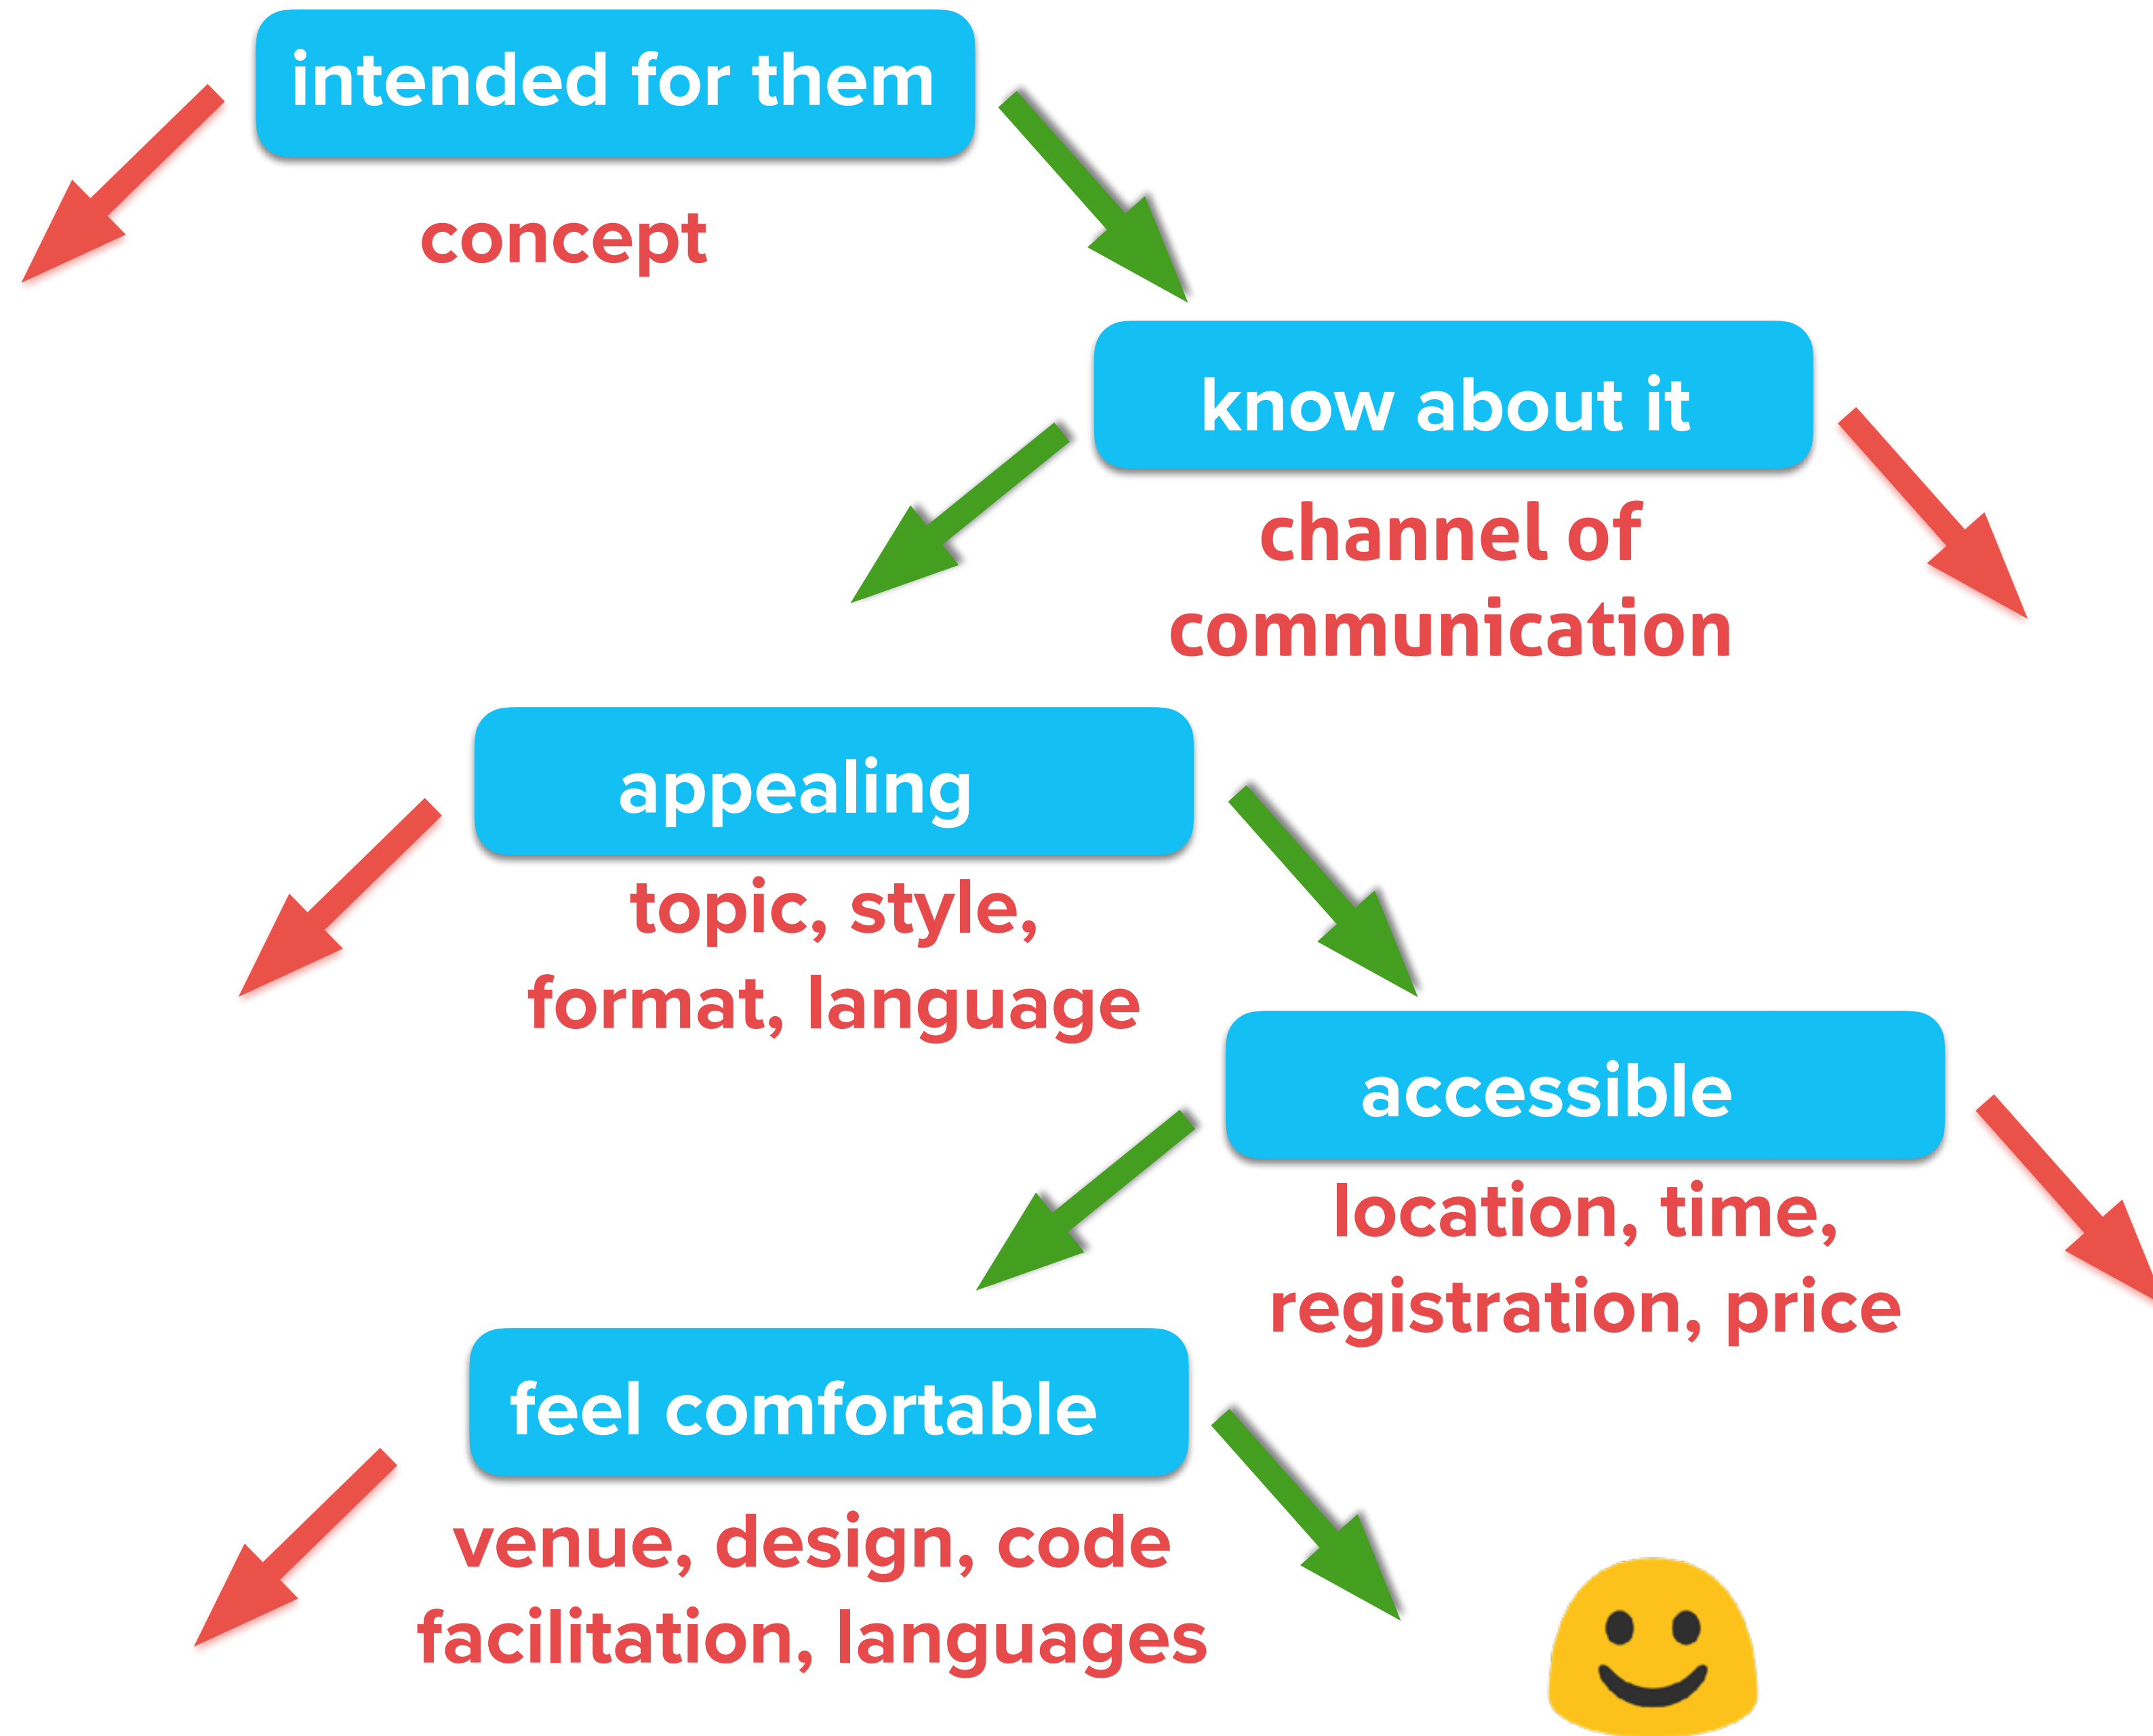 intended for them
concept
know about it
channel of
communication
appealing
topic, style,
format, language
accessible
location, time,
registration, price
feel comfortable
venue, design, code
facilitation, languages